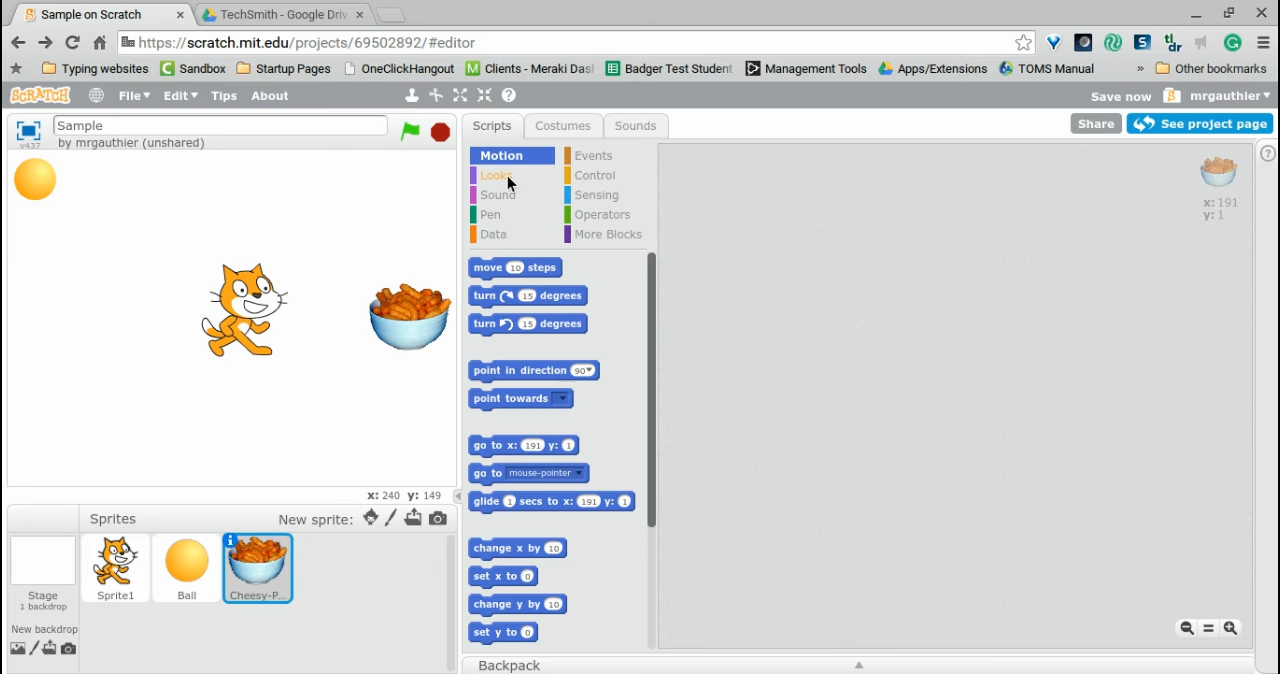 Sample on Scratch
TechSmith - Google Driv
https://scratch.mit.edu/projects/69502892/#editor
Typing websites Sandbox Startup Pages OneClickHangout Clients - Meraki Das Badger Test Student Management Tools Apps/Extensions TOMS Manual » Other bookmarks
SCRATCH File Edit Tips About Save now mrgauthier
Sample
by mrgauthier (unshared)
v437
Scripts Costumes Sounds
Share See project page
Motion Events
Looks Control
Sound Sensing
Pen Operators
Data More Blocks
x: 191
y: 1
move 10 steps
turn 15 degrees
turn 15 degrees
point in direction 90
point towards
go to x: 191 y: 1
go to mouse-pointer
glide 1 secs to x: 191 y: 1
change x by 10
set x to 0
change y by 10
set y to 0
x: 240 y: 149
Sprites New sprite:
Stage
1 backdrop
New backdrop
Sprite1
Ball
Cheesy-P...
Backpack